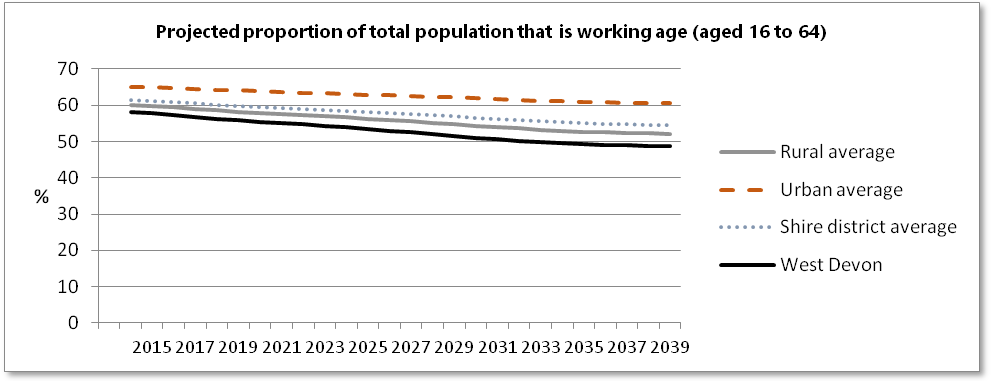 Projected proportion of total population that is working age (aged 16 to 64)
70
60
50
40
%
30
20
10
0
2015 2017 2019 2021 2023 2025 2027 2029 2031 2033 2035 2037 2039
Rural average
Urban average
Shire district average
West Devon